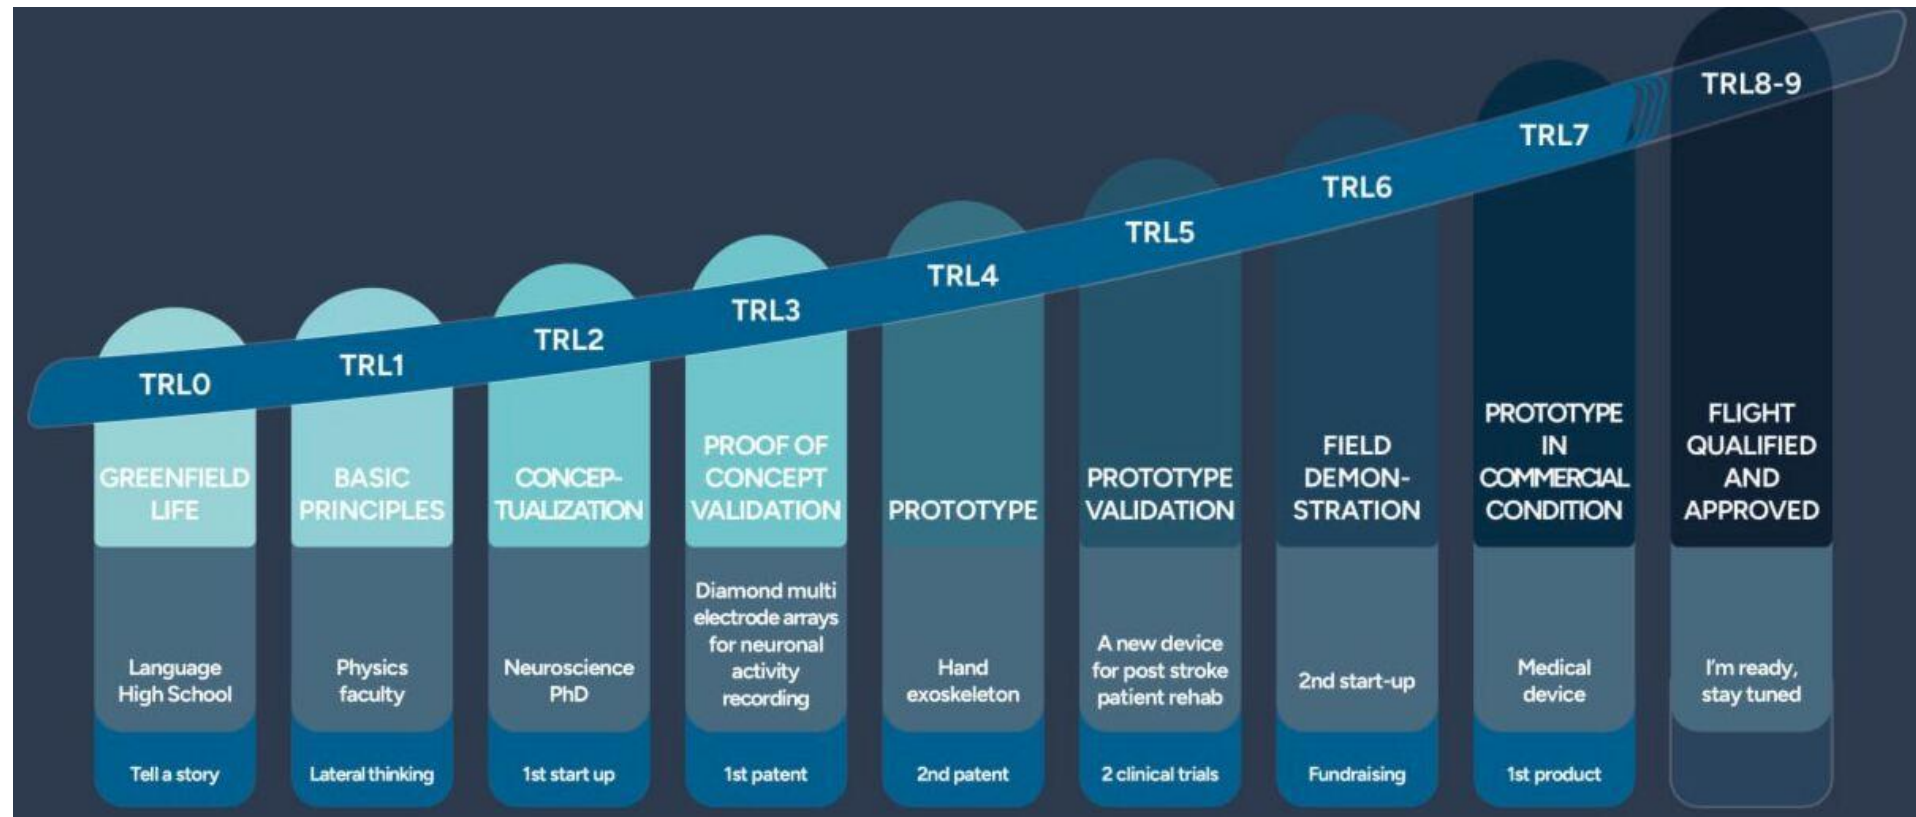 TRL0
GREENFIELD
LIFE
Language
High School
Tell a story
TRL1
BASIC
PRINCIPLES
Physics
faculty
Lateral thinking
TRL2
CONCEP-
TUALIZATION
Neuroscience
PhD
1st start up
TRL3
PROOF OF
CONCEPT
VALIDATION
Diamond multi
electrode arrays
for neuronal
activity
recording
1st patent
TRL4
PROTOTYPE
Hand
exoskeleton
2nd patent
TRL5
PROTOTYPE
VALIDATION
A new device
for post stroke
patient rehab
2 clinical trials
TRL6
FIELD
DEMON-
STRATION
2nd start-up
Fundraising
TRL7
PROTOTYPE
IN
COMMERCIAL
CONDITION
Medical
device
1st product
TRL8-9
FLIGHT
QUALIFIED
AND
APPROVED
I'm ready,
stay tuned